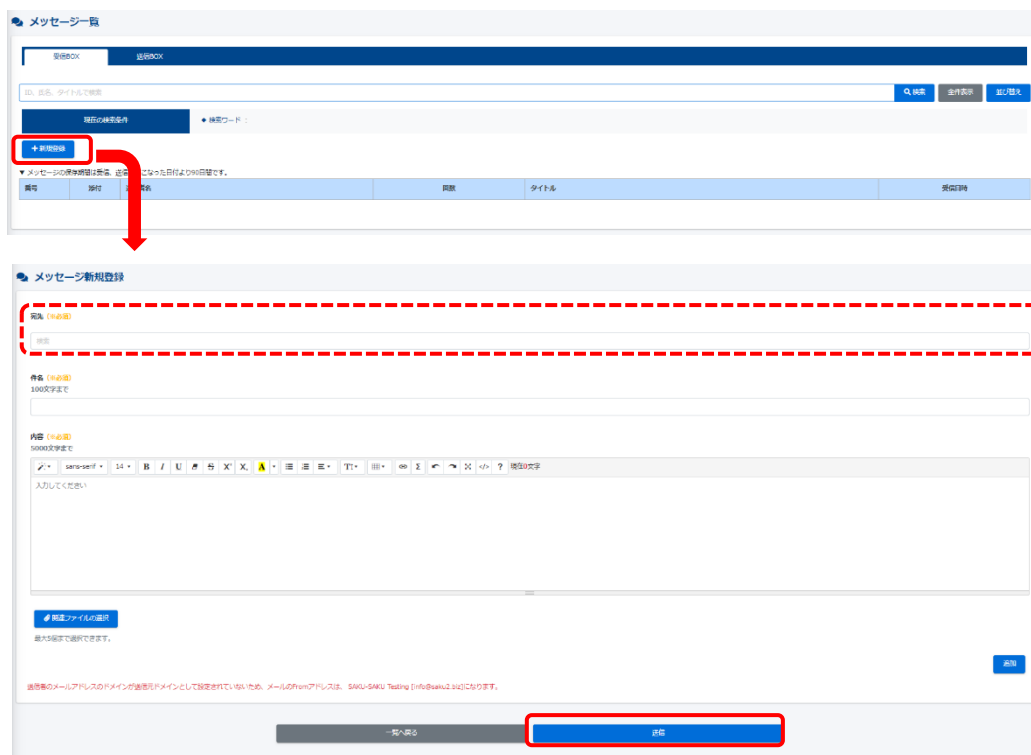 メッセージ一覧
受信BOX 送信BOX
ID、氏名、タイトルで検索 検索 全件表示 並び替え
現在の検索条件 ◆ 検索ワード :
+ 新規登録
▼ メッセージの保存期間は受信、送信 になった日付より90日間です。
番号 添付 送 者名 回数 タイトル 受信日時
メッセージ新規登録
宛先 (※必須)
検索
件名 (※必須)
100文字まで
内容 (※必須)
5000文字まで
sans-serif 14 B I U S X² X₂ A TI Σ </> ? 現在0文字
入力してください
関連ファイルの選択
最大5個まで選択できます。
追加
送信者のメールアドレスのドメインが送信元ドメインとして設定されていないため、メールのFromアドレスは、 SAKU-SAKU Testing [info@saku2.biz]になります。
一覧へ戻る 送信